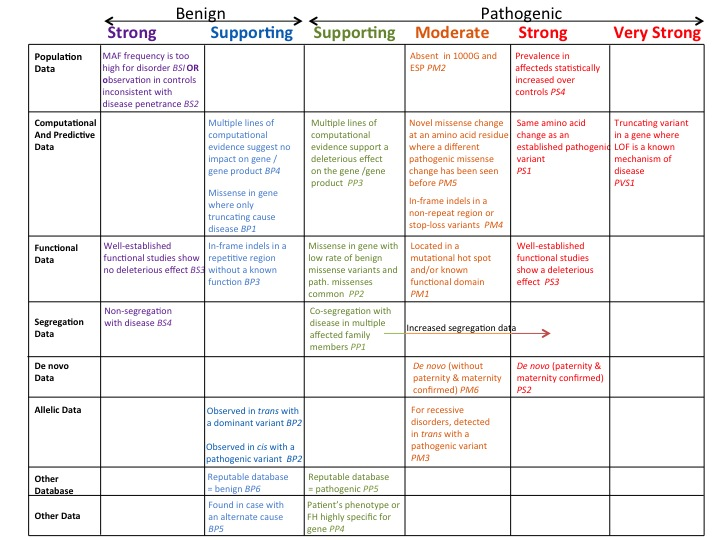 Benign
Pathogenic
Strong
Supporting
Supporting
Moderate
Strong
Very Strong
Population
Data
MAF frequency is too
high for disorder BSI OR
observation in controls
inconsistent with
disease penetrance BS2
Absent in 1000G and
ESP PM2
Prevalence in
affecteds statistically
increased over
controls PS4
Computational
And Predictive
Data
Multiple lines of
computational
evidence suggest no
impact on gene /
gene product BP4
Missense in gene
where only
truncating cause
disease BP1
Multiple lines of
computational
evidence support a
deleterious effect
on the gene /gene
product PP3
Novel missense change
at an amino acid residue
where a different
pathogenic missense
change has been seen
before PM5
In-frame indels in a
non-repeat region or
stop-loss variants PM4
Same amino acid
change as an
established pathogenic
variant
PS1
Truncating variant
in a gene where
LOF is a known
mechanism of
disease
PVS1
Functional
Data
Well-established
functional studies show
no deleterious effect BS3
In-frame indels in a
repetitive region
without a known
function BP3
Missense in gene with
low rate of benign
missense variants and
path. missenses
common PP2
Located in a
mutational hot spot
and/or known
functional domain
PM1
Well-established
functional studies
show a deleterious
effect PS3
Segregation
Data
Non-segregation
with disease BS4
Co-segregation with
disease in multiple
affected family
members PP1
Increased segregation data
De novo
Data
De novo (without
paternity & maternity
confirmed) PM6
De novo (paternity &
maternity confirmed)
PS2
Allelic Data
Observed in trans with
a dominant variant BP2
Observed in cis with a
pathogenic variant BP2
For recessive
disorders, detected
in trans with a
pathogenic variant
PM3
Other
Database
Reputable database
= benign BP6
Reputable database
= pathogenic PP5
Other Data
Found in case with
an alternate cause
BP5
Patient's phenotype or
FH highly specific for
gene PP4